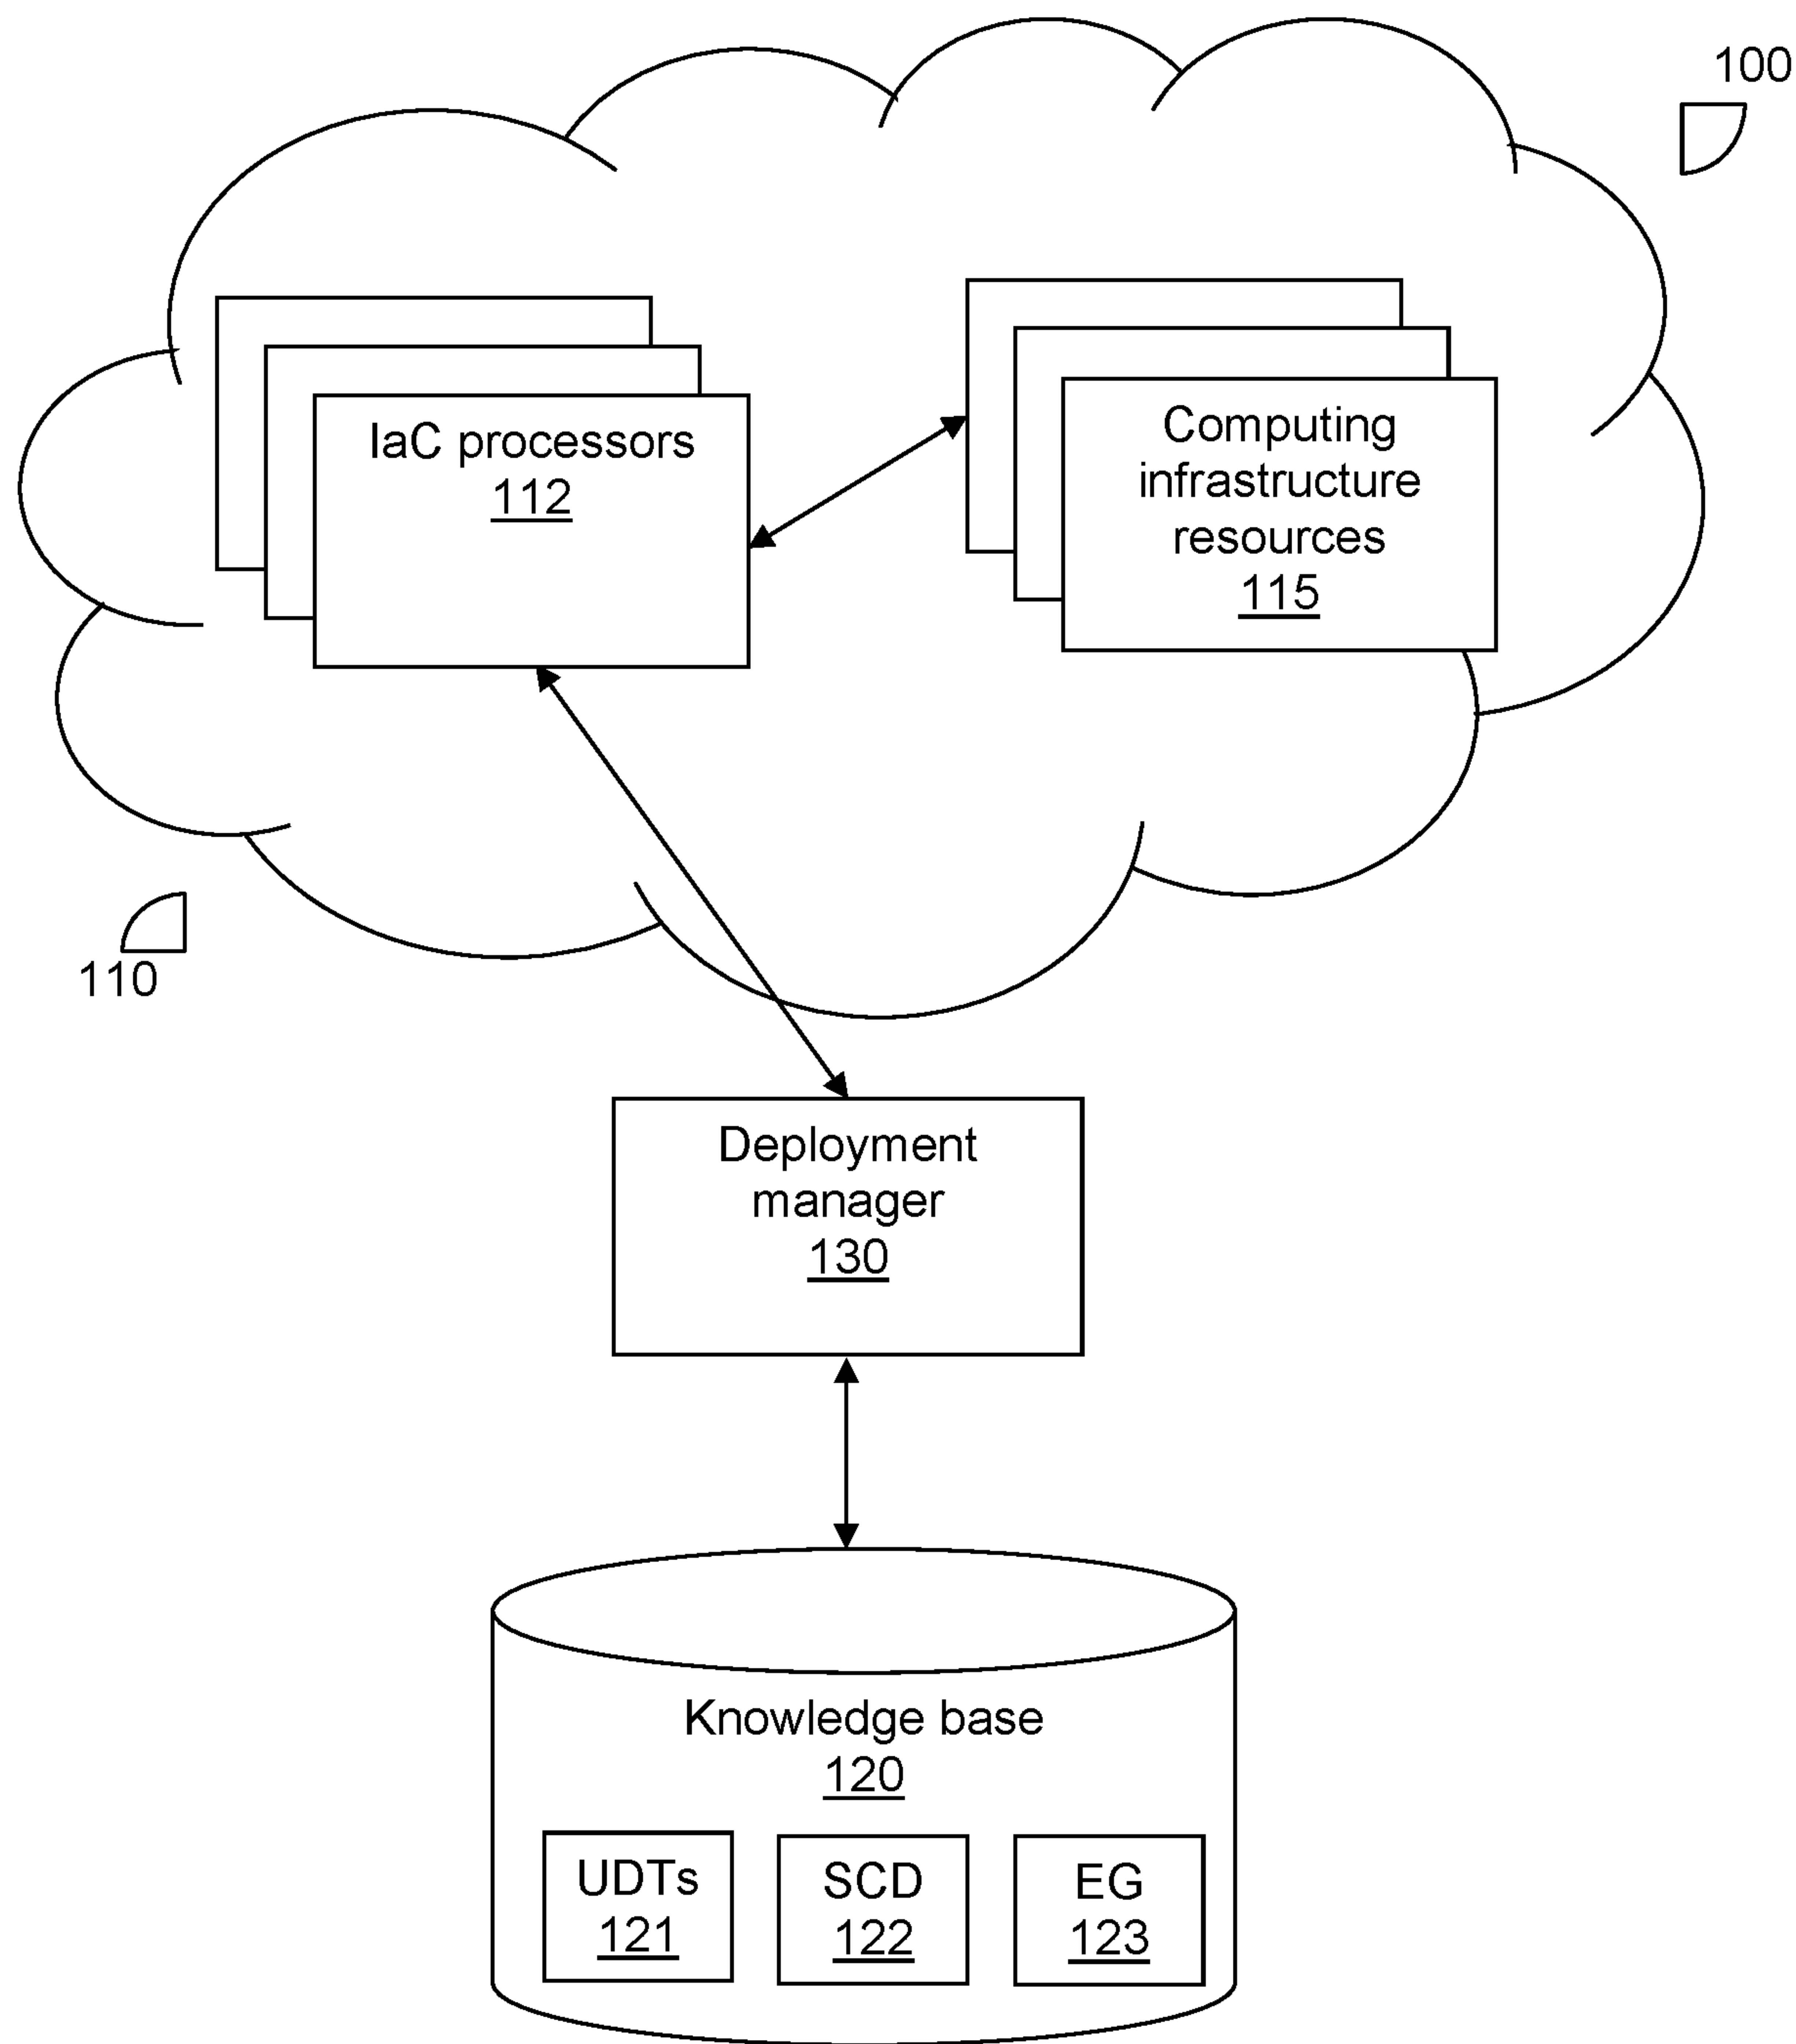 100
IaC processors
112
Computing
infrastructure
resources
115
110
Deployment
manager
130
Knowledge base
120
UDTs
121
SCD
122
EG
123